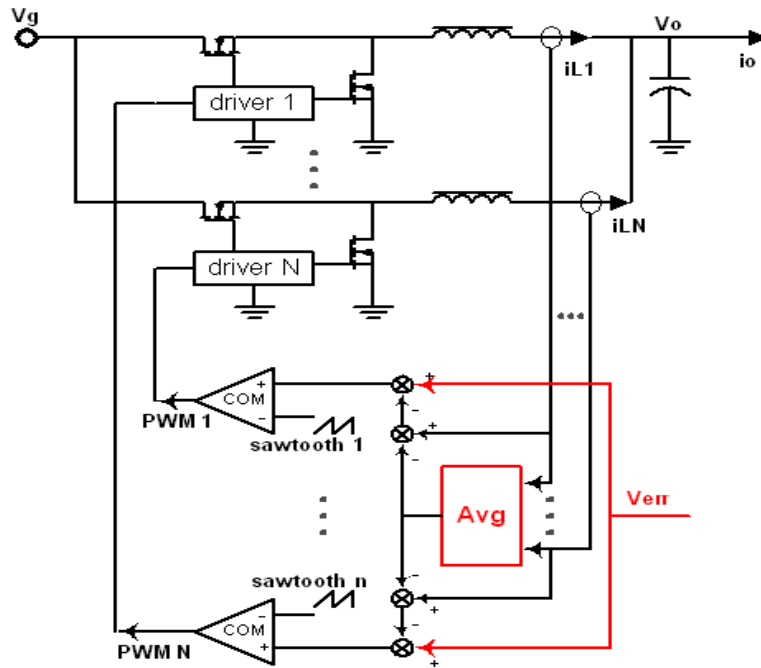 Vg
Vo
iL1
io
driver 1
iLN
driver N
+
+
COM
-
-
PWM 1
sawtooth 1
+
-
Avg
Verr
sawtooth n
-
+
-
COM
-
+
PWM N
+